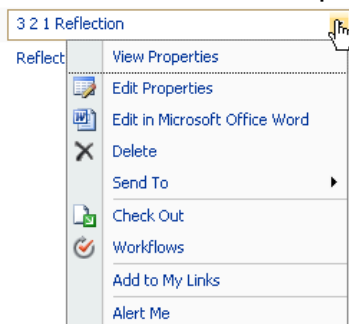 3 2 1 Reflection
Reflect
View Properties
Edit Properties
Edit in Microsoft Office Word
Delete
Send To
Check Out
Workflows
Add to My Links
Alert Me